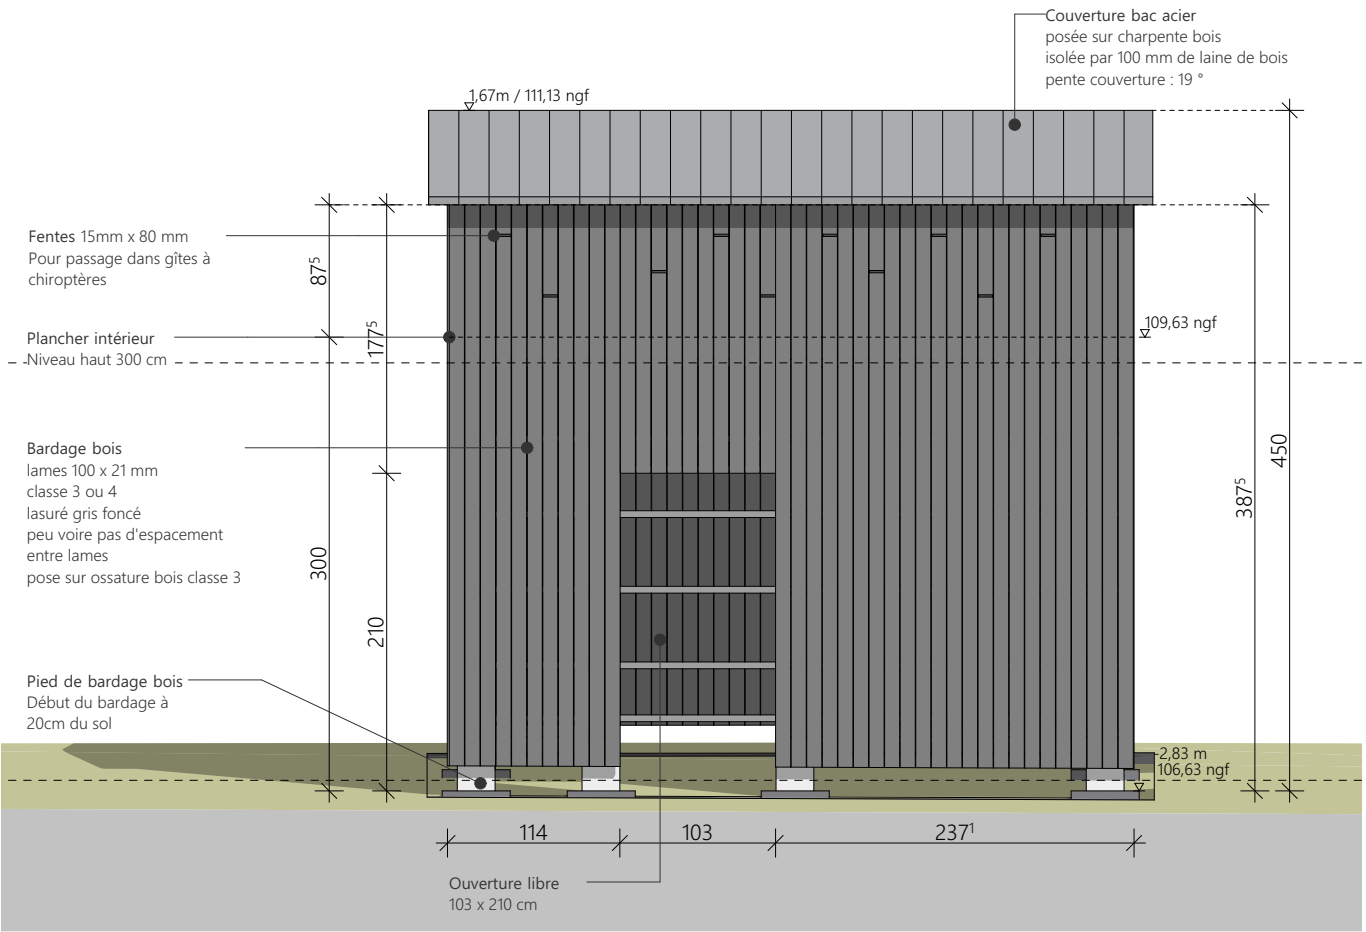 Couverture bac acier
posée sur charpente bois
isolée par 100 mm de laine de bois
pente couverture : 19 °
1,67m / 111,13 ngf
Fentes 15mm x 80 mm
Pour passage dans gîtes à
chiroptères
87⁵
177⁵
Plancher intérieur
Niveau haut 300 cm
109,63 ngf
Bardage bois
lames 100 x 21 mm
classe 3 ou 4
lasuré gris foncé
peu voire pas d'espacement
entre lames
pose sur ossature bois classe 3
300
210
450
387⁵
Pied de bardage bois
Début du bardage à
20cm du sol
-2,83 m
106,63 ngf
114
103
237¹
Ouverture libre
103 x 210 cm